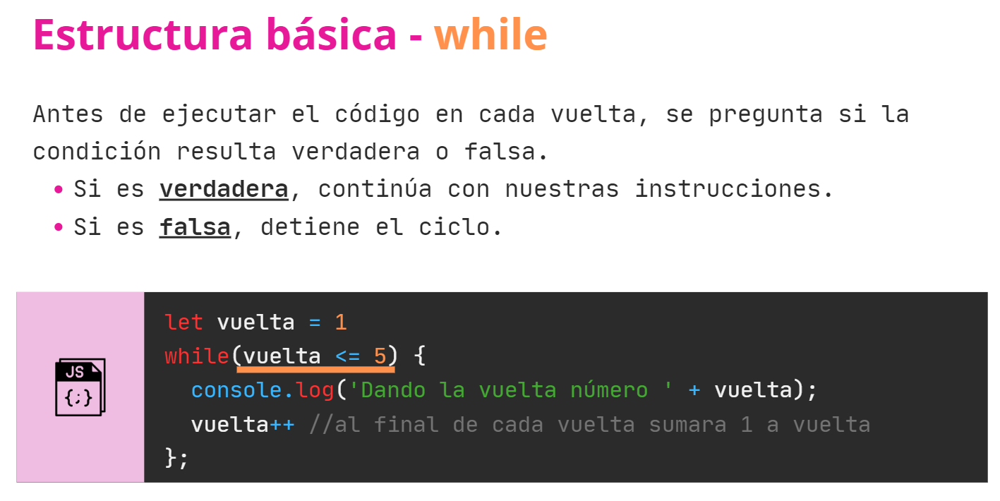 Estructura básica - while
Antes de ejecutar el código en cada vuelta, se pregunta si la
condición resulta verdadera o falsa.
• Si es verdadera, continúa con nuestras instrucciones.
• Si es falsa, detiene el ciclo.
let vuelta = 1
while(vuelta <= 5) {
JS
console.log('Dando la vuelta número ' + vuelta);
{;}
vuelta++ //al final de cada vuelta sumara 1 a vuelta
};